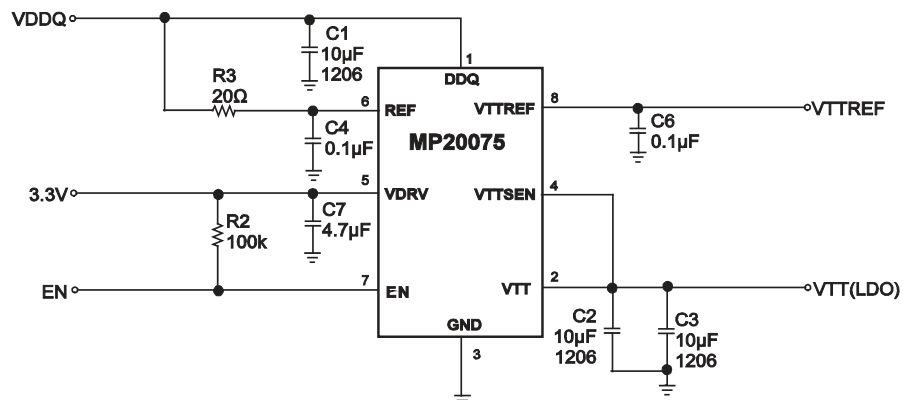 VDDQ
C1
10µF
1206
1
DDQ
R3
20Ω
6
REF
VTTREF
8
VTTREF
C4
0.1µF
MP20075
C6
0.1µF
3.3V
5
VDRV
VTTSEN
4
R2
100k
C7
4.7µF
EN
7
EN
VTT
2
VTT(LDO)
GND
3
C2
10µF
1206
C3
10µF
1206